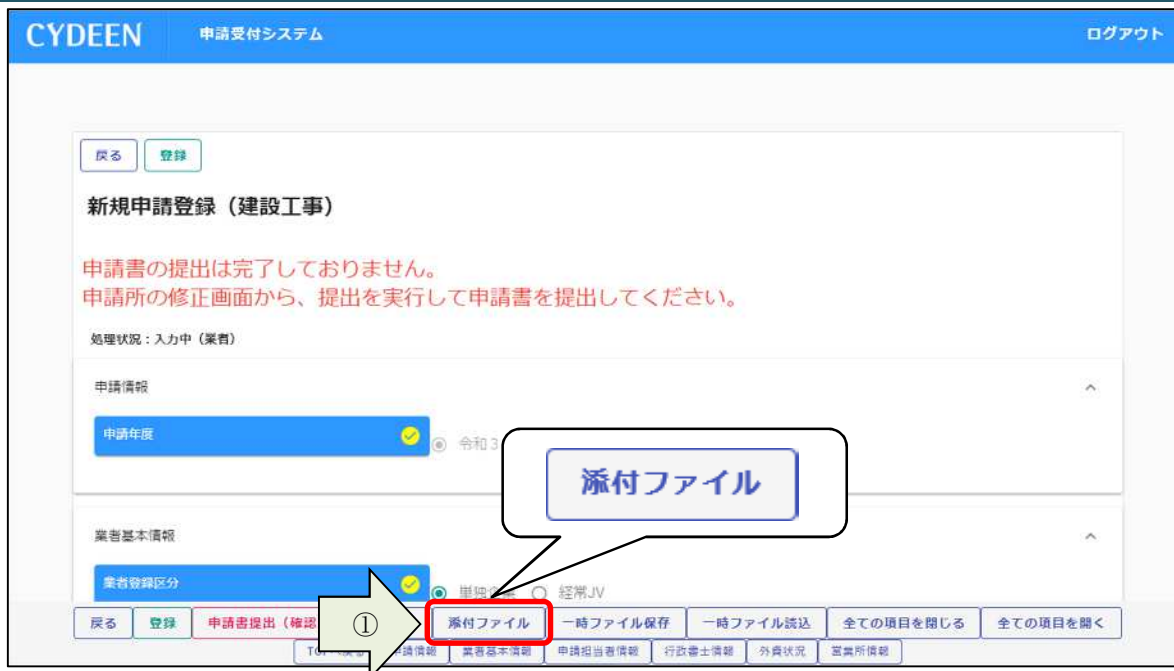 CYDEEN 申請受付システム ログアウト
戻る 登録
新規申請登録（建設工事）
申請書の提出は完了しておりません。
申請所の修正画面から、提出を実行して申請書を提出してください。
処理状況：入力中（業者）
申請情報
申請年度 令和３
添付ファイル
業者基本情報
業者登録区分 単独企業 経常JV
戻る 登録 申請書提出（確認 ① 添付ファイル 一時ファイル保存 一時ファイル読込 全ての項目を閉じる 全ての項目を開く
申請情報 業者基本情報 申請担当者情報 行政書士情報 外資状況 営業所情報